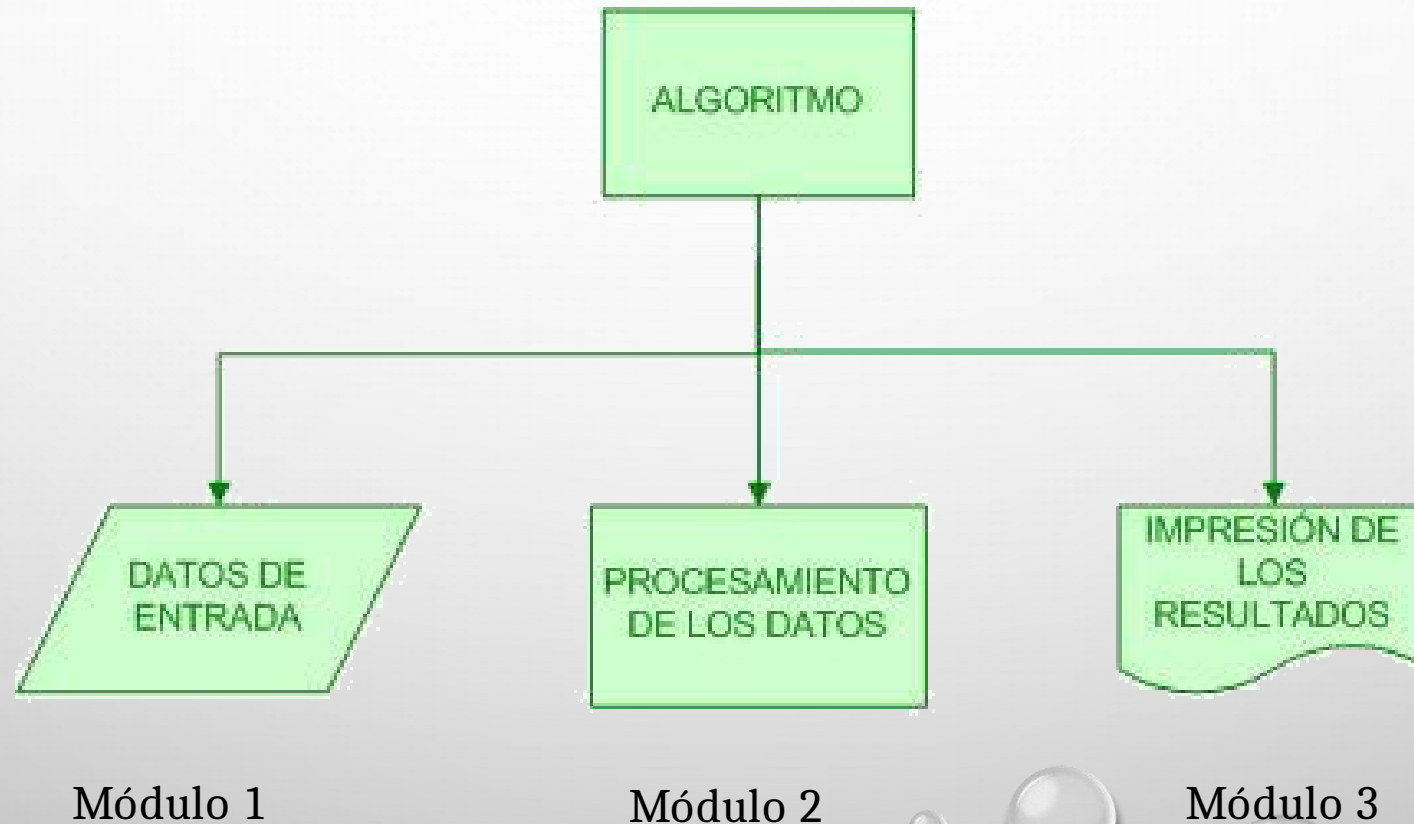 ALGORITMO
DATOS DE
ENTRADA
PROCESAMIENTO
DE LOS DATOS
IMPRESIÓN DE
LOS
RESULTADOS
Módulo 1
Módulo 2
Módulo 3